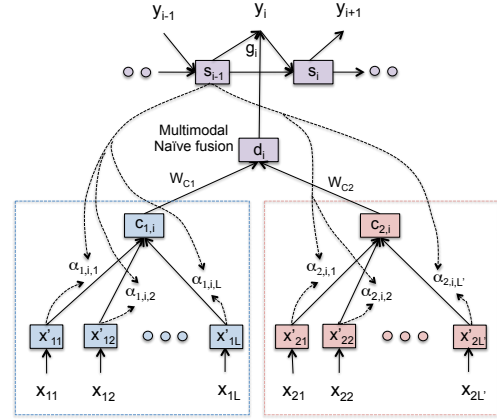 y_{i-1} y_i y_{i+1}
g_i
s_{i-1} s_i
Multimodal
Naïve fusion
d_i
W_{C1} W_{C2}
c_{1,i} c_{2,i}
α_{1,i,1} α_{1,i,L} α_{2,i,1} α_{2,i,L'}
α_{1,i,2} α_{2,i,2}
x'_{11} x'_{12} x'_{1L} x'_{21} x'_{22} x'_{2L'}
x_{11} x_{12} x_{1L} x_{21} x_{22} x_{2L'}